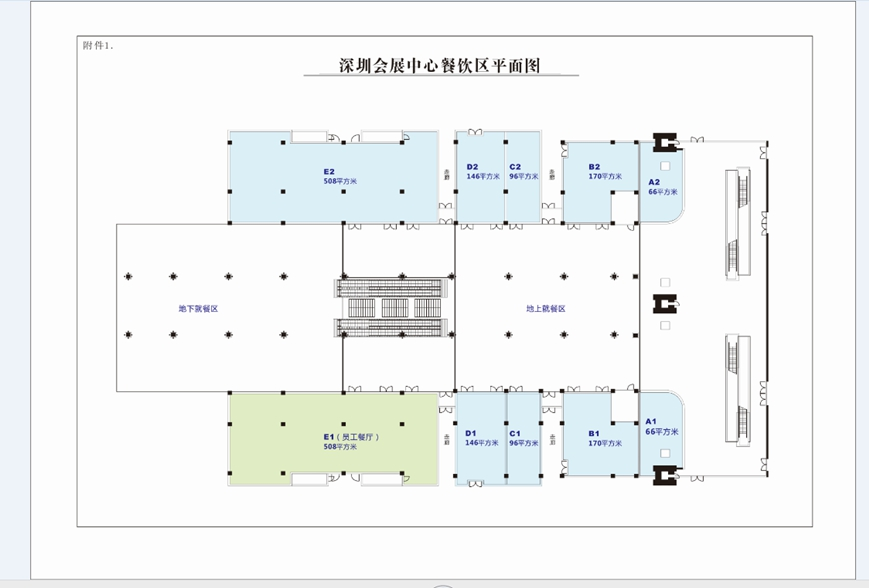 附件1.
深圳会展中心餐饮区平面图
E2
508平方米
D2
146平方米
C2
96平方米
B2
170平方米
A2
66平方米
地下就餐区
地上就餐区
E1（员工餐厅）
508平方米
D1
146平方米
C1
96平方米
B1
170平方米
A1
66平方米